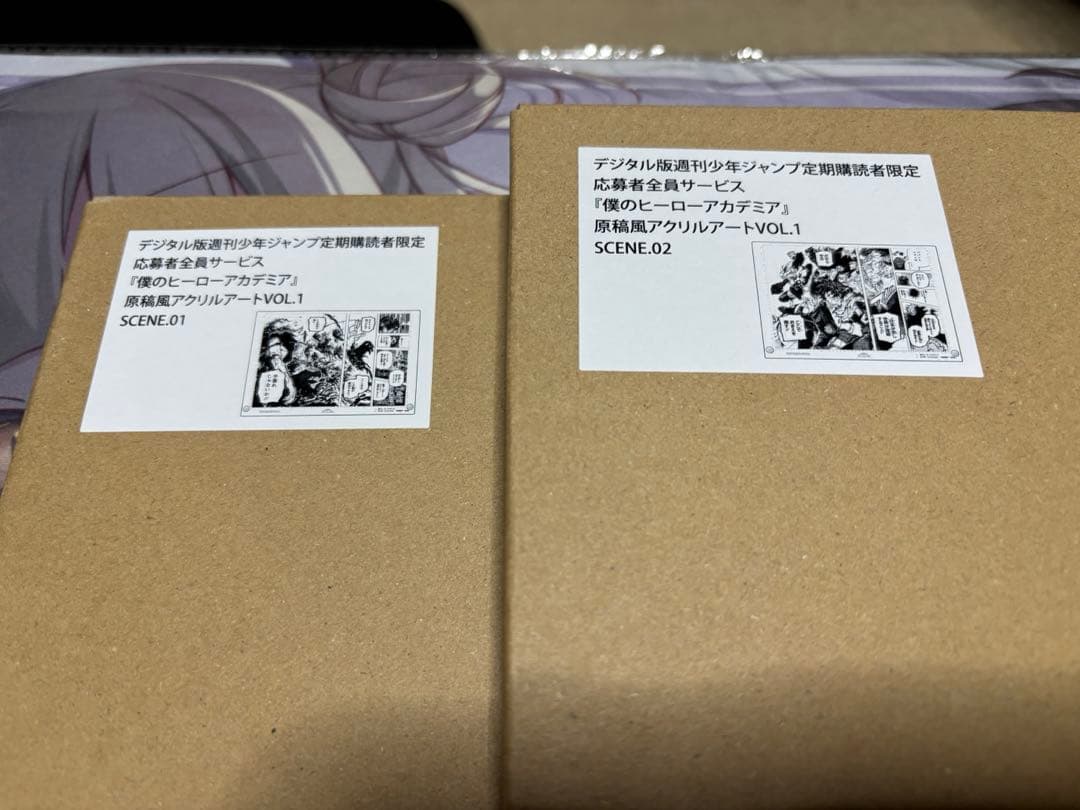 デジタル版週刊少年ジャンプ定期購読者限定
応募者全員サービス
『僕のヒーローアカデミア』
原稿風アクリルアートVOL.1
SCENE.01
デジタル版週刊少年ジャンプ定期購読者限定
応募者全員サービス
『僕のヒーローアカデミア』
原稿風アクリルアートVOL.1
SCENE.02